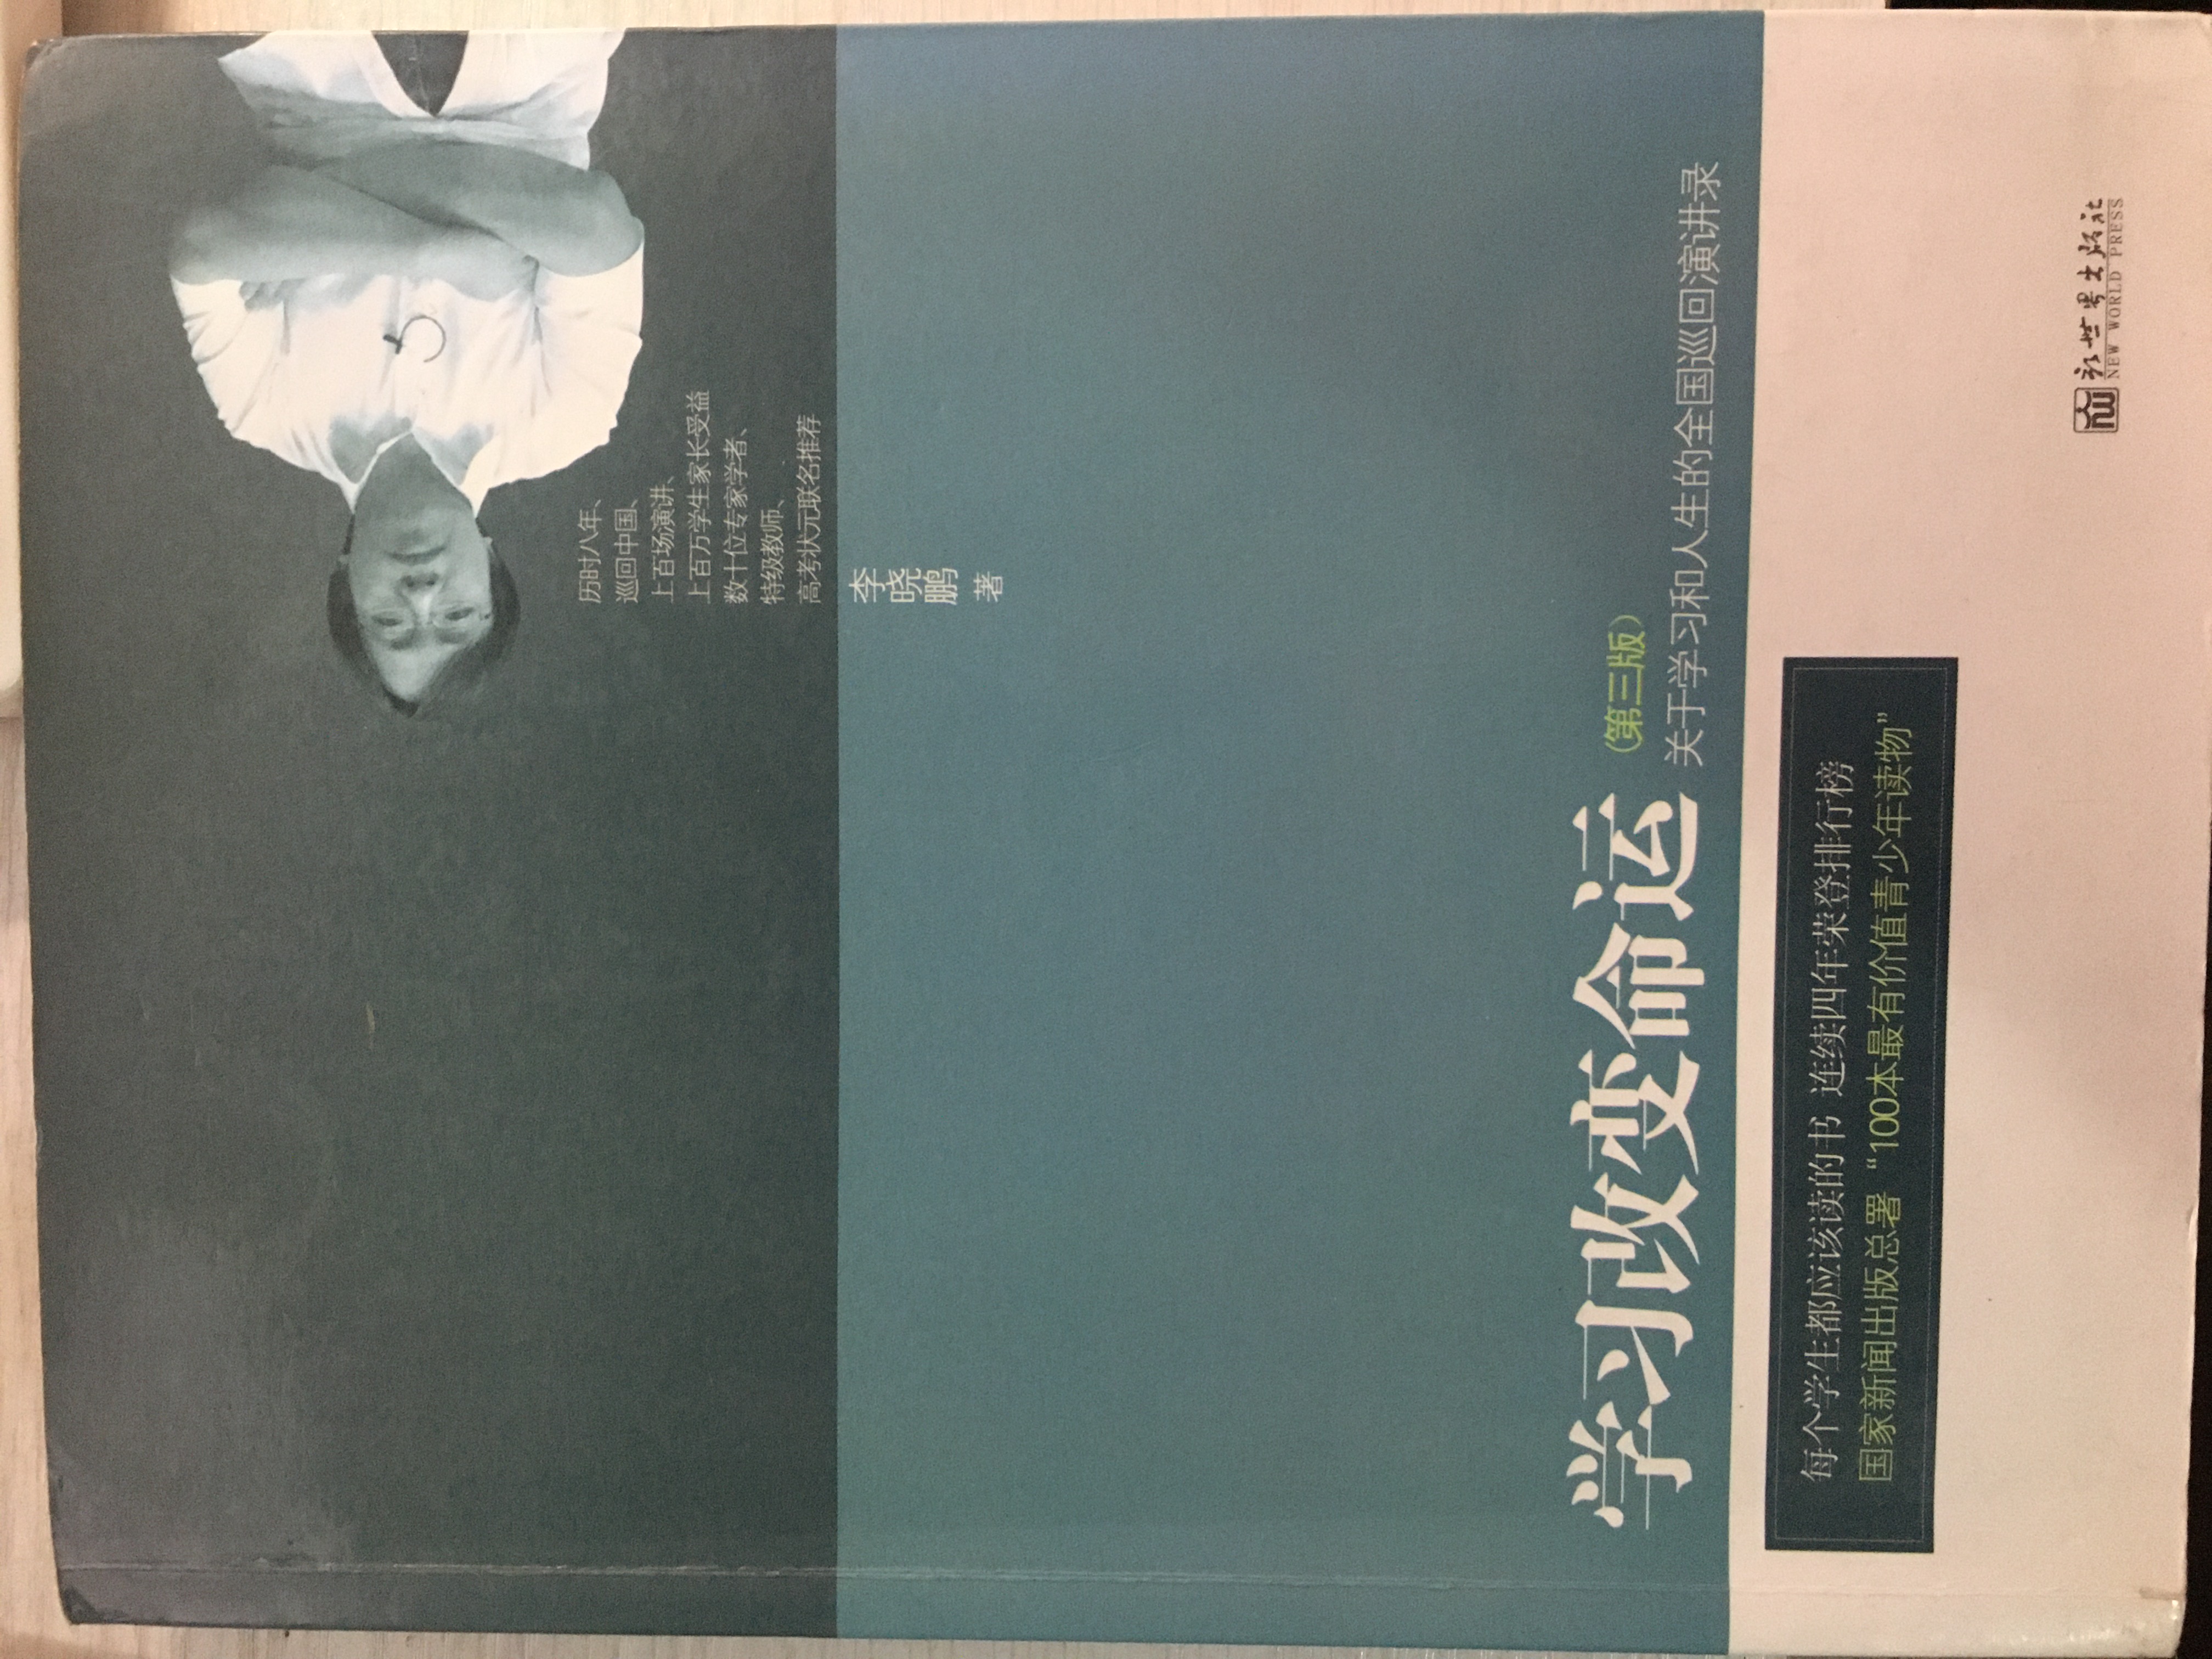 历时八年、
巡回中国、
上百场演讲、
上百万学生家长受益
数十位专家学者、
特级教师、
高考状元联名推荐
李晓鹏 著
学习改变命运
(第三版)
关于学习和人生的全国巡回演讲录
每个学生都应该读的书 连续四年荣登排行榜
国家新闻出版总署“100本最有价值青少年读物”
新世界出版社
NEW WORLD PRESS